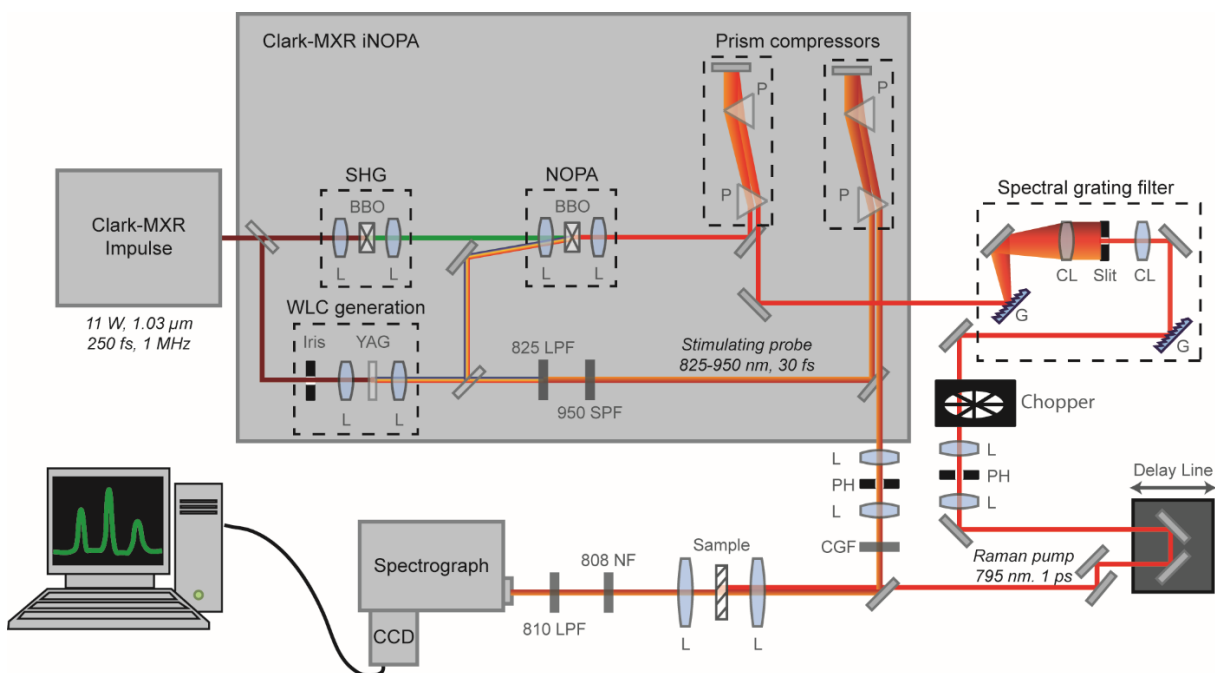 Clark-MXR iNOPA
Prism compressors
P
P
P
P
SHG
BBO
L
L
NOPA
BBO
L
L
Clark-MXR
Impulse
11 W, 1.03 µm
250 fs, 1 MHz
WLC generation
Iris
YAG
L
L
825 LPF
950 SPF
Stimulating probe
825-950 nm, 30 fs
Spectral grating filter
CL
Slit
CL
G
G
Chopper
L
PH
L
L
PH
L
CGF
Delay Line
Raman pump
795 nm. 1 ps
Sample
L
L
808 NF
810 LPF
Spectrograph
CCD